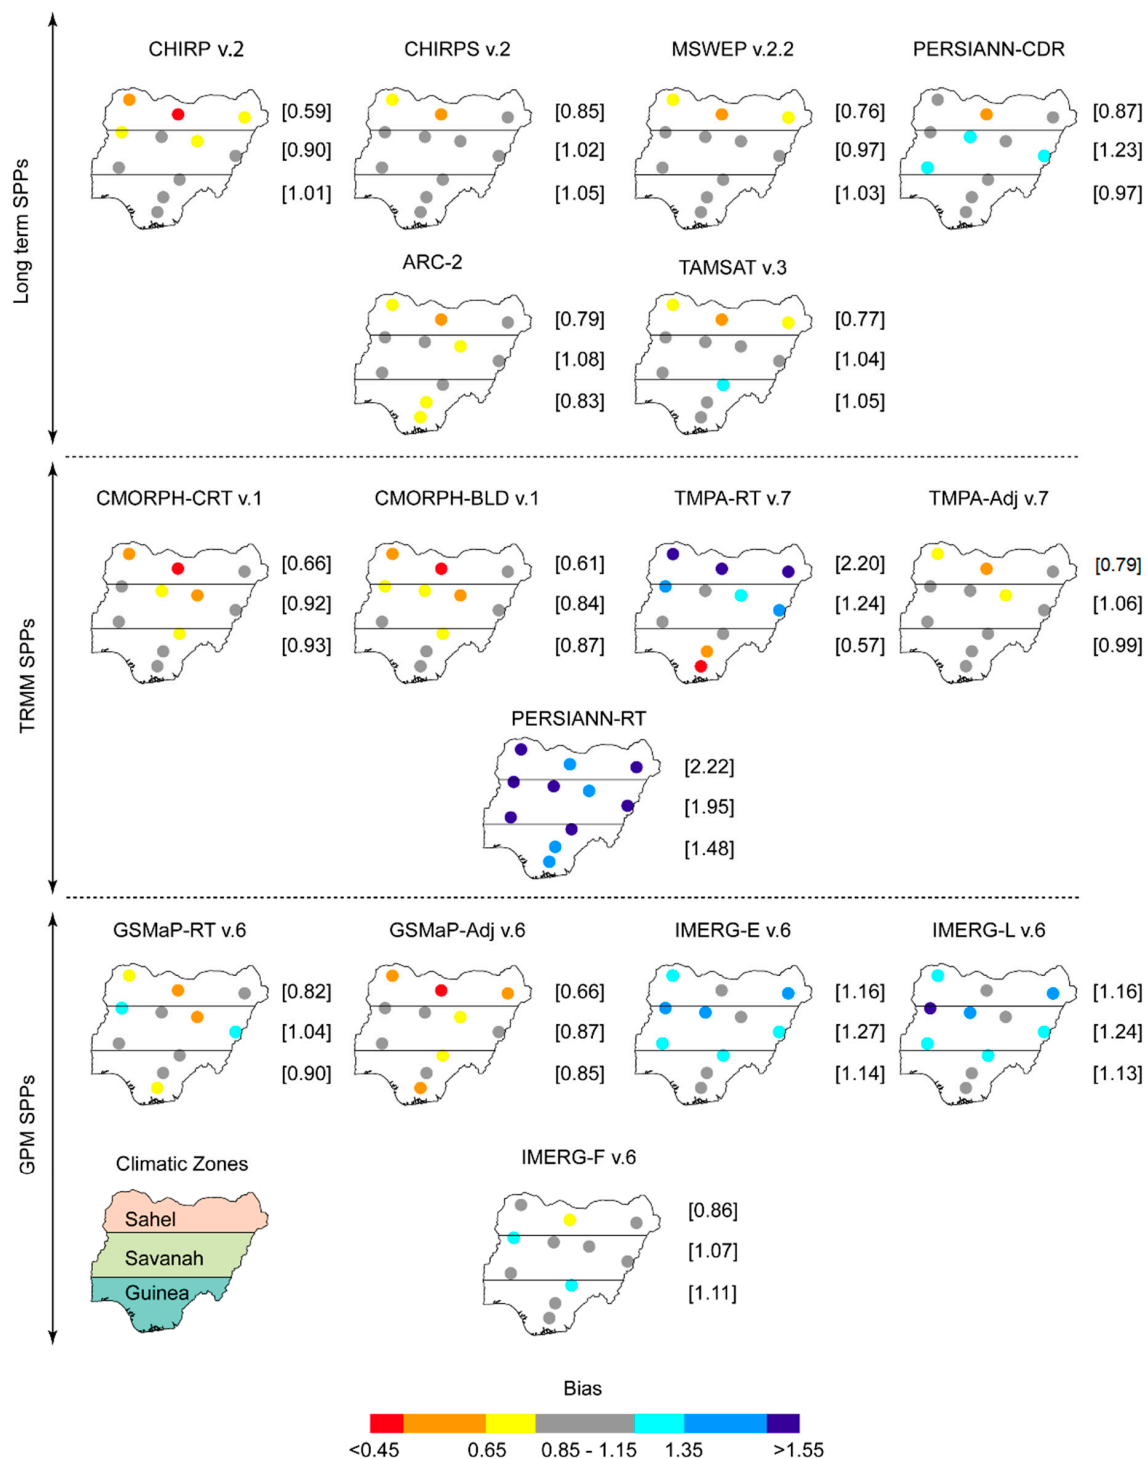 Long term SPPs
CHIRP v.2
CHIRPS v.2
MSWEP v.2.2
PERSIANN-CDR
[0.59]
[0.85]
[0.76]
[0.87]
[0.90]
[1.02]
[0.97]
[1.23]
[1.01]
[1.05]
[1.03]
[0.97]
ARC-2
TAMSAT v.3
[0.79]
[0.77]
[1.08]
[1.04]
[0.83]
[1.05]
TRMM SPPs
CMORPH-CRT v.1
CMORPH-BLD v.1
TMPA-RT v.7
TMPA-Adj v.7
[0.66]
[0.61]
[2.20]
[0.79]
[0.92]
[0.84]
[1.24]
[1.06]
[0.93]
[0.87]
[0.57]
[0.99]
PERSIANN-RT
[2.22]
[1.95]
[1.48]
GPM SPPs
GSMaP-RT v.6
GSMaP-Adj v.6
IMERG-E v.6
IMERG-L v.6
[0.82]
[0.66]
[1.16]
[1.16]
[1.04]
[0.87]
[1.27]
[1.24]
[0.90]
[0.85]
[1.14]
[1.13]
Climatic Zones
Sahel
Savanah
Guinea
IMERG-F v.6
[0.86]
[1.07]
[1.11]
Bias
<0.45 0.65 0.85 - 1.15 1.35 >1.55